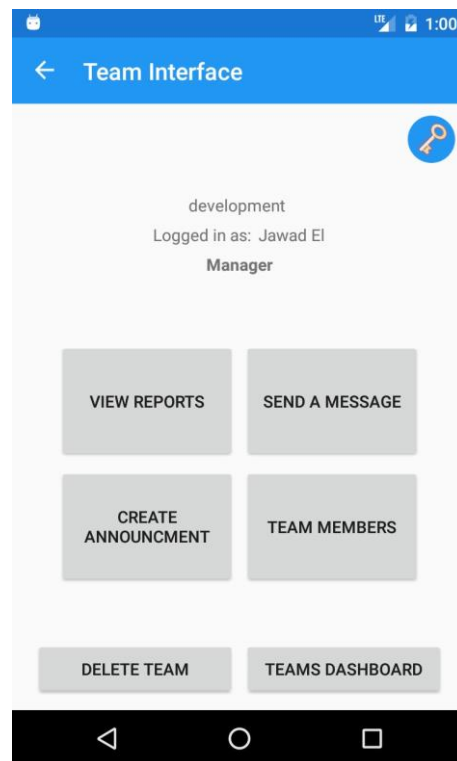 LTE 1:00
Team Interface
development
Logged in as: Jawad El
Manager
VIEW REPORTS
SEND A MESSAGE
CREATE
ANNOUNCMENT
TEAM MEMBERS
DELETE TEAM
TEAMS DASHBOARD